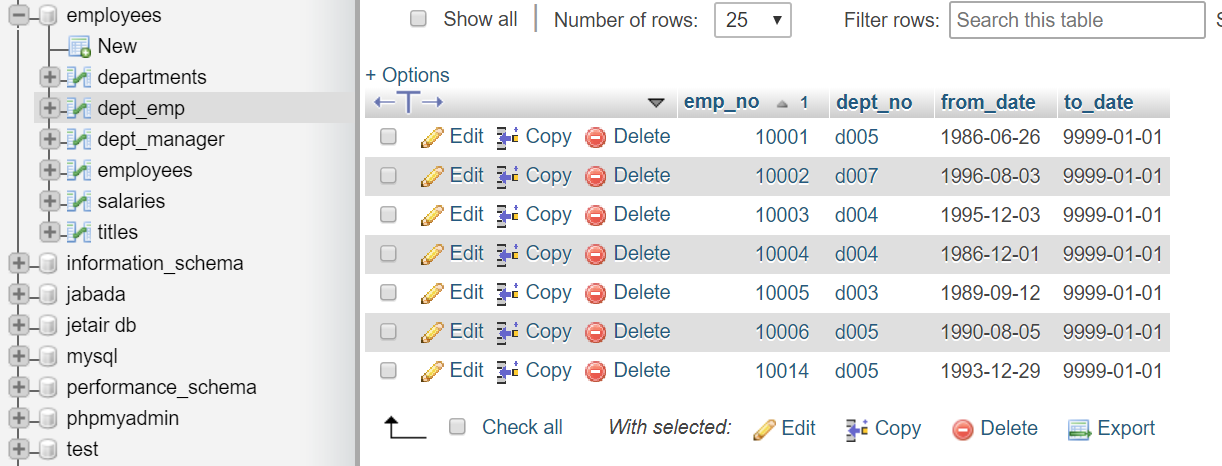 employees
New
departments
dept_emp
dept_manager
employees
salaries
titles
information_schema
jabada
jetair db
mysql
performance_schema
phpmyadmin
test
Show all Number of rows: 25 Filter rows: Search this table
+ Options
emp_no 1 dept_no from_date to_date
Edit Copy Delete 10001 d005 1986-06-26 9999-01-01
Edit Copy Delete 10002 d007 1996-08-03 9999-01-01
Edit Copy Delete 10003 d004 1995-12-03 9999-01-01
Edit Copy Delete 10004 d004 1986-12-01 9999-01-01
Edit Copy Delete 10005 d003 1989-09-12 9999-01-01
Edit Copy Delete 10006 d005 1990-08-05 9999-01-01
Edit Copy Delete 10014 d005 1993-12-29 9999-01-01
Check all With selected: Edit Copy Delete Export